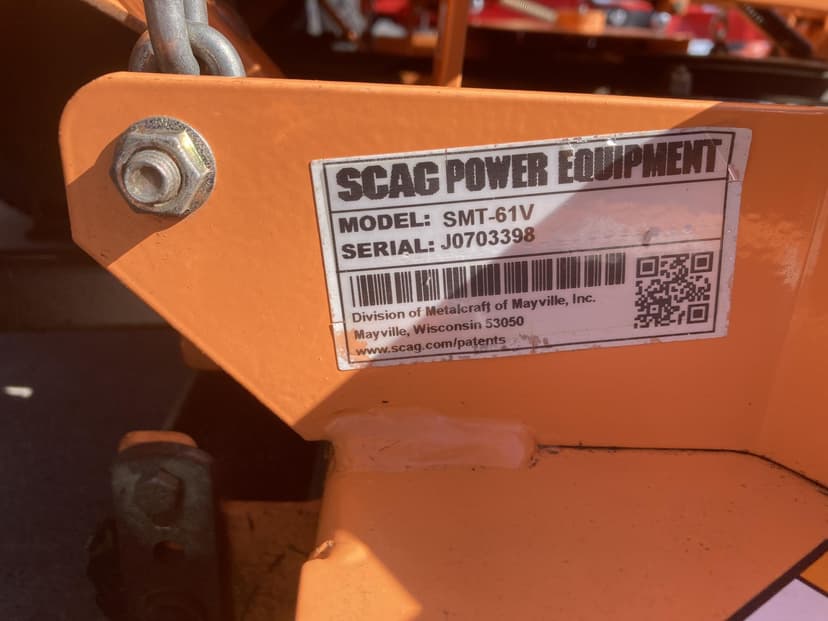 SCAG POWER EQUIPMENT
MODEL: SMT-61V
SERIAL: J0703398
Division of Metalcraft of Mayville, Inc.
Mayville, Wisconsin 53050
www.scag.com/patents